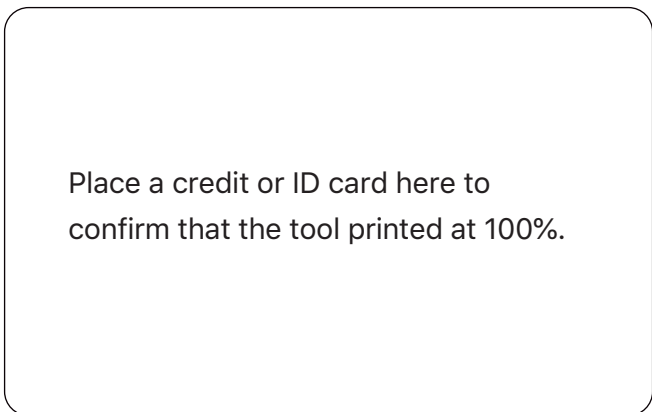 Place a credit or ID card here to
confirm that the tool printed at 100%.